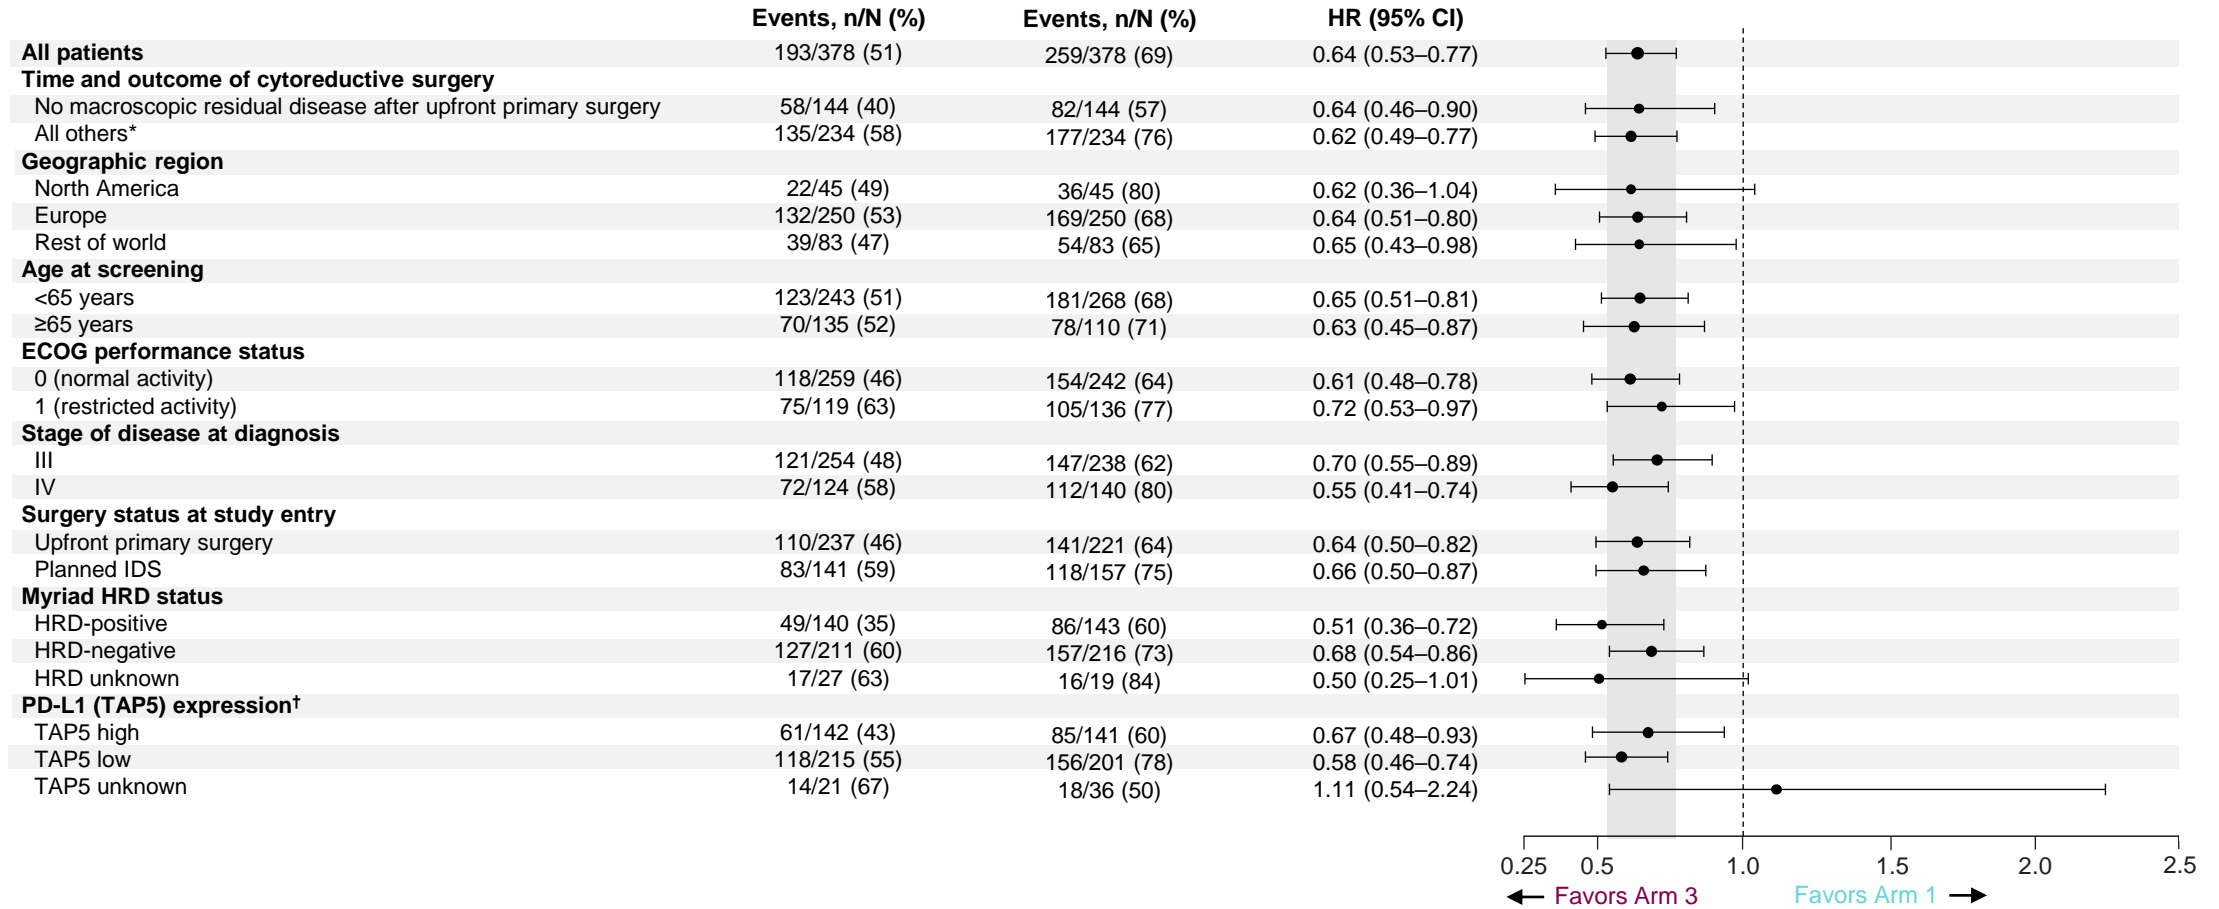 Events, n/N (%) Events, n/N (%) HR (95% CI)
All patients 193/378 (51) 259/378 (69) 0.64 (0.53–0.77)
Time and outcome of cytoreductive surgery
No macroscopic residual disease after upfront primary surgery 58/144 (40) 82/144 (57) 0.64 (0.46–0.90)
All others* 135/234 (58) 177/234 (76) 0.62 (0.49–0.77)
Geographic region
North America 22/45 (49) 36/45 (80) 0.62 (0.36–1.04)
Europe 132/250 (53) 169/250 (68) 0.64 (0.51–0.80)
Rest of world 39/83 (47) 54/83 (65) 0.65 (0.43–0.98)
Age at screening
<65 years 123/243 (51) 181/268 (68) 0.65 (0.51–0.81)
≥65 years 70/135 (52) 78/110 (71) 0.63 (0.45–0.87)
ECOG performance status
0 (normal activity) 118/259 (46) 154/242 (64) 0.61 (0.48–0.78)
1 (restricted activity) 75/119 (63) 105/136 (77) 0.72 (0.53–0.97)
Stage of disease at diagnosis
III 121/254 (48) 147/238 (62) 0.70 (0.55–0.89)
IV 72/124 (58) 112/140 (80) 0.55 (0.41–0.74)
Surgery status at study entry
Upfront primary surgery 110/237 (46) 141/221 (64) 0.64 (0.50–0.82)
Planned IDS 83/141 (59) 118/157 (75) 0.66 (0.50–0.87)
Myriad HRD status
HRD-positive 49/140 (35) 86/143 (60) 0.51 (0.36–0.72)
HRD-negative 127/211 (60) 157/216 (73) 0.68 (0.54–0.86)
HRD unknown 17/27 (63) 16/19 (84) 0.50 (0.25–1.01)
PD-L1 (TAP5) expression†
TAP5 high 61/142 (43) 85/141 (60) 0.67 (0.48–0.93)
TAP5 low 118/215 (55) 156/201 (78) 0.58 (0.46–0.74)
TAP5 unknown 14/21 (67) 18/36 (50) 1.11 (0.54–2.24)
0.25 0.5 1.0 1.5 2.0 2.5
Favors Arm 3 Favors Arm 1